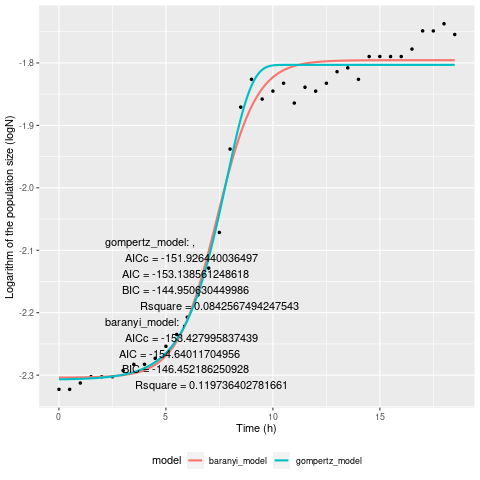 -1.8
-1.9
-2.0
-2.1
-2.2
-2.3
Logarithm of the population size (logN)
gompertz_model: ,
AICc = -151.926440036497
AIC = -153.138561248618
BIC = -144.950630449986
Rsquare = 0.0842567494247543
baranyi_model: ,
AICc = -153.427995837439
AIC = -154.64011704956
BIC = -146.452186250928
Rsquare = 0.119736402781661
0 5 10 15
Time (h)
model baranyi_model gompertz_model